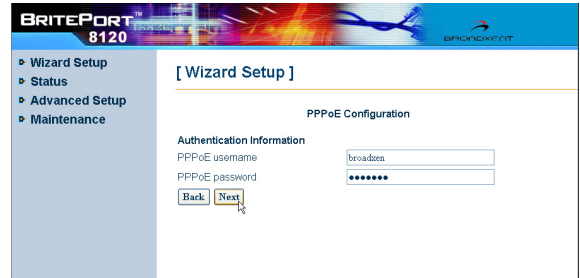 BRITEPORT™
8120
BROADXENT
Wizard Setup
Status
Advanced Setup
Maintenance
[ Wizard Setup ]
PPPoE Configuration
Authentication Information
PPPoE username broadxen
PPPoE password •••••••
Back Next